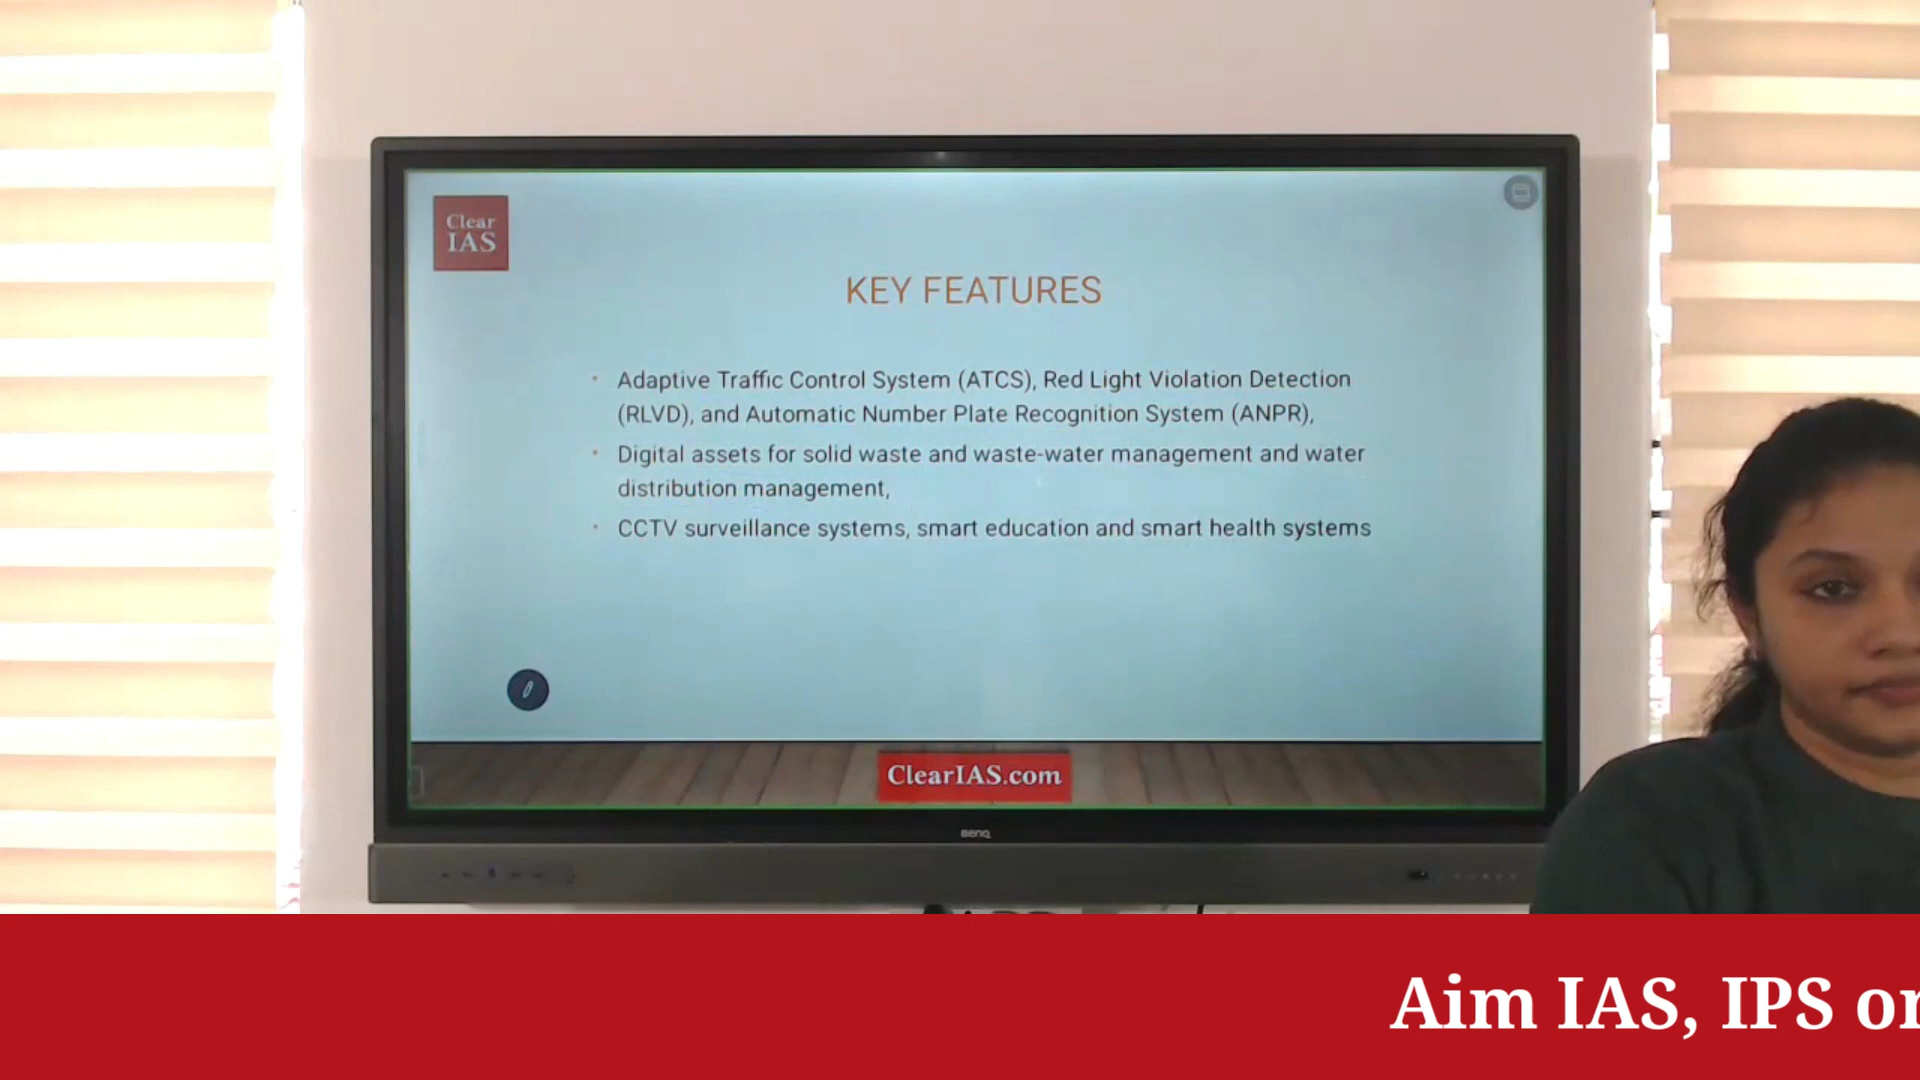 Clear
IAS
KEY FEATURES
Adaptive Traffic Control System (ATCS), Red Light Violation Detection
(RLVD), and Automatic Number Plate Recognition System (ANPR),
Digital assets for solid waste and waste-water management and water
distribution management,
CCTV surveillance systems, smart education and smart health systems
ClearIAS.com
BenQ
Aim IAS, IPS or